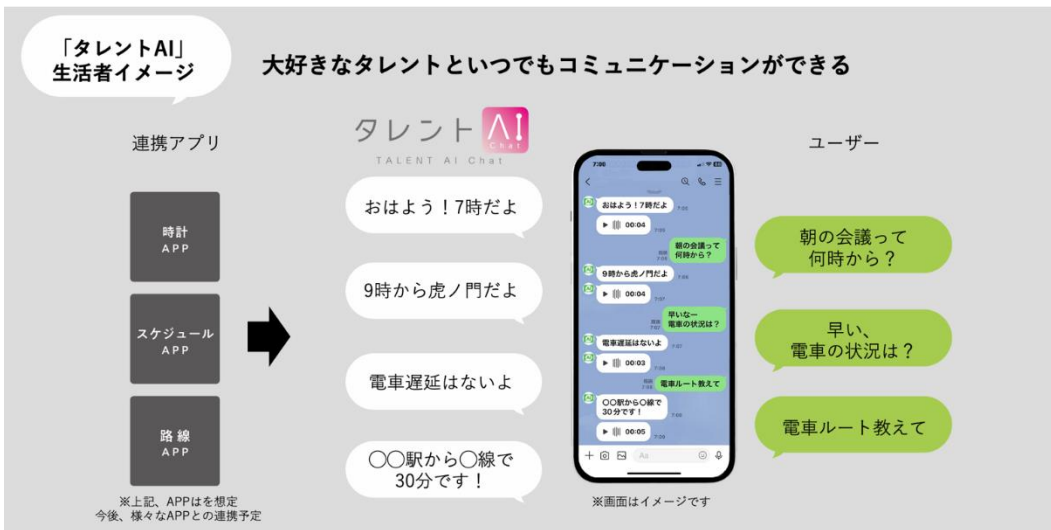 「タレントAI」
生活者イメージ
大好きなタレントといつでもコミュニケーションができる
連携アプリ
時計
APP
スケジュール
APP
路線
APP
※上記、APPはを想定
今後、様々なAPPとの連携予定
タレントAI
Chat
TALENT AI Chat
おはよう！7時だよ
9時から虎ノ門だよ
電車遅延はないよ
〇〇駅から〇線で
30分です！
7:00
おはよう！7時だよ
00:04
朝の会議って
何時から？
9時から虎ノ門だよ
00:04
早いなー
電車の状況は？
電車遅延はないよ
00:03
電車ルート教えて
〇〇駅から〇線で
30分です！
00:05
Aa
※画面はイメージです
ユーザー
朝の会議って
何時から？
早い、
電車の状況は？
電車ルート教えて